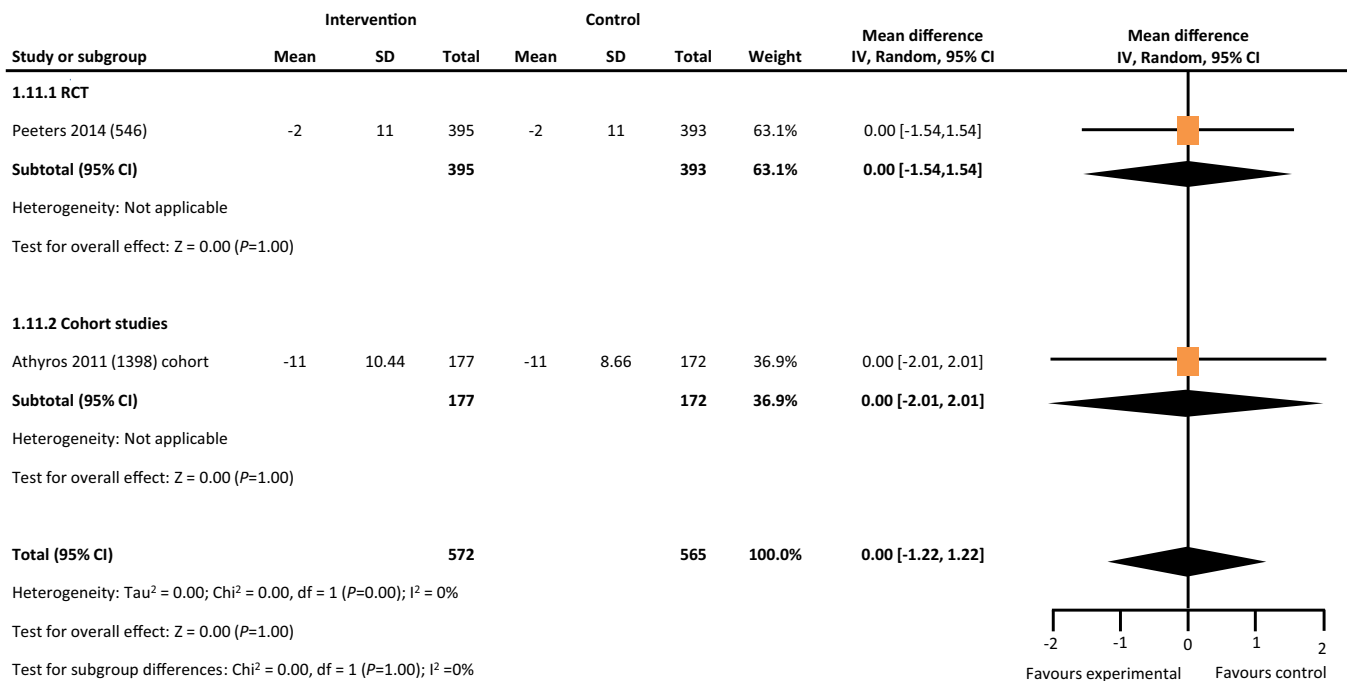 Intervention Control
Mean difference Mean difference
Study or subgroup Mean SD Total Mean SD Total Weight IV, Random, 95% CI IV, Random, 95% CI
1.11.1 RCT
Peeters 2014 (546) -2 11 395 -2 11 393 63.1% 0.00 [-1.54,1.54]
Subtotal (95% CI) 395 393 63.1% 0.00 [-1.54,1.54]
Heterogeneity: Not applicable
Test for overall effect: Z = 0.00 (P=1.00)
1.11.2 Cohort studies
Athyros 2011 (1398) cohort -11 10.44 177 -11 8.66 172 36.9% 0.00 [-2.01, 2.01]
Subtotal (95% CI) 177 172 36.9% 0.00 [-2.01, 2.01]
Heterogeneity: Not applicable
Test for overall effect: Z = 0.00 (P=1.00)
Total (95% CI) 572 565 100.0% 0.00 [-1.22, 1.22]
Heterogeneity: Tau² = 0.00; Chi² = 0.00, df = 1 (P=0.00); I² = 0%
Test for overall effect: Z = 0.00 (P=1.00)
Test for subgroup differences: Chi² = 0.00, df = 1 (P=1.00); I² =0%
-2 -1 0 1 2
Favours experimental Favours control